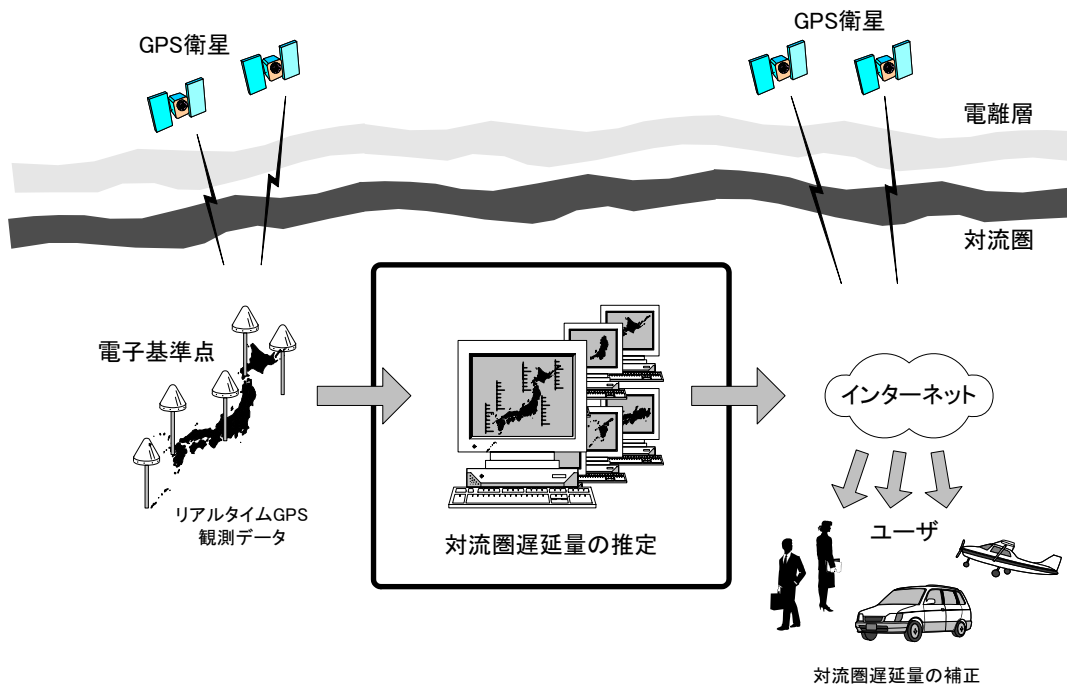 GPS衛星
GPS衛星
電離層
対流圏
電子基準点
リアルタイムGPS
観測データ
対流圏遅延量の推定
インターネット
ユーザ
対流圏遅延量の補正